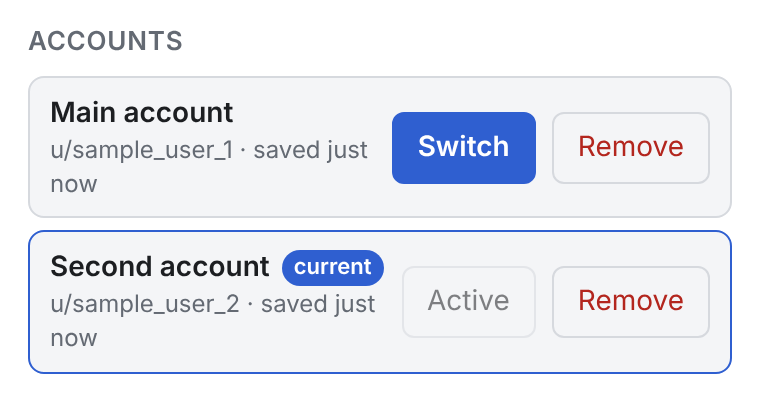 ACCOUNTS
Main account
u/sample_user_1 · saved just
now
Switch
Remove
Second account
current
u/sample_user_2 · saved just
now
Active
Remove